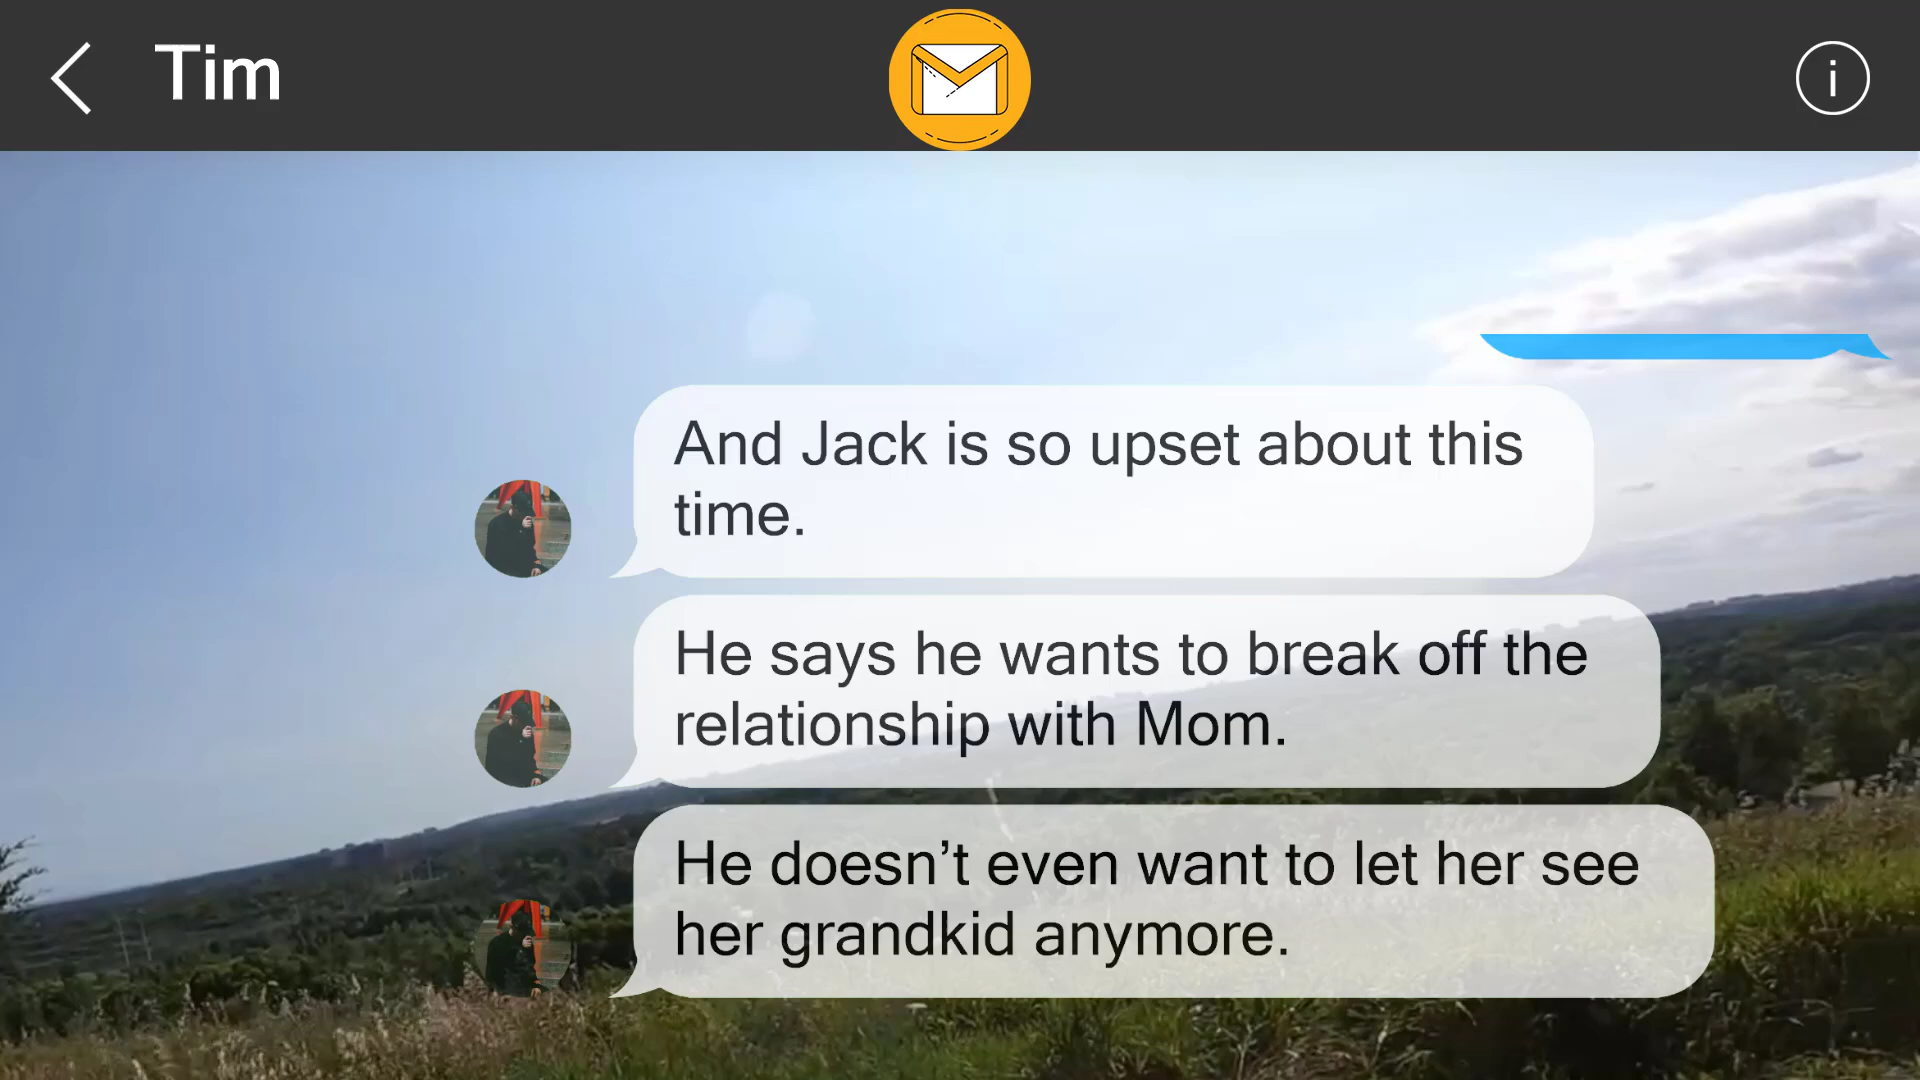 Tim
And Jack is so upset about this
time.
He says he wants to break off the
relationship with Mom.
He doesn’t even want to let her see
her grandkid anymore.